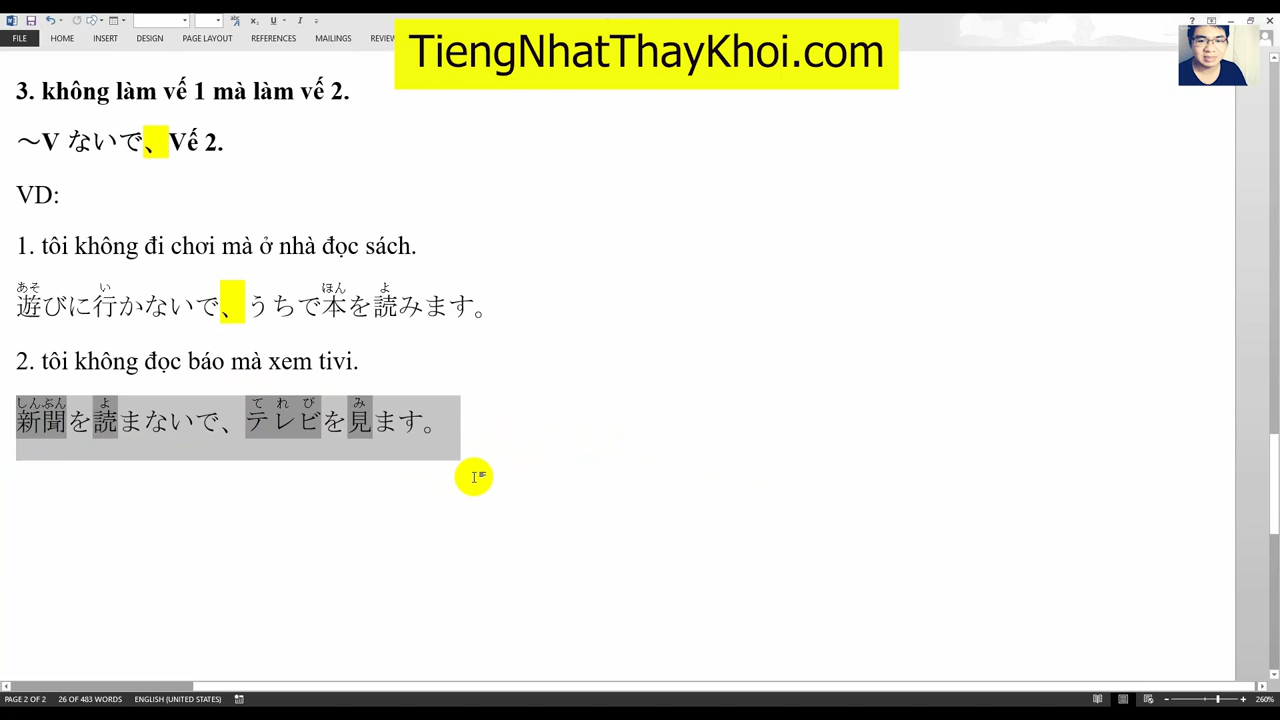 FILE HOME INSERT DESIGN PAGE LAYOUT REFERENCES MAILINGS
TiengNhatThayKhoi.com
3. không làm vế 1 mà làm vế 2.
～V ないで、Vế 2.
VD:
1. tôi không đi chơi mà ở nhà đọc sách.
あそ い ほん よ
遊びに行かないで、うちで本を読みます。
2. tôi không đọc báo mà xem tivi.
しんぶん よ てれび み
新聞を読まないで、テレビを見ます。
PAGE 2 OF 2 26 OF 483 WORDS ENGLISH (UNITED STATES) 260%